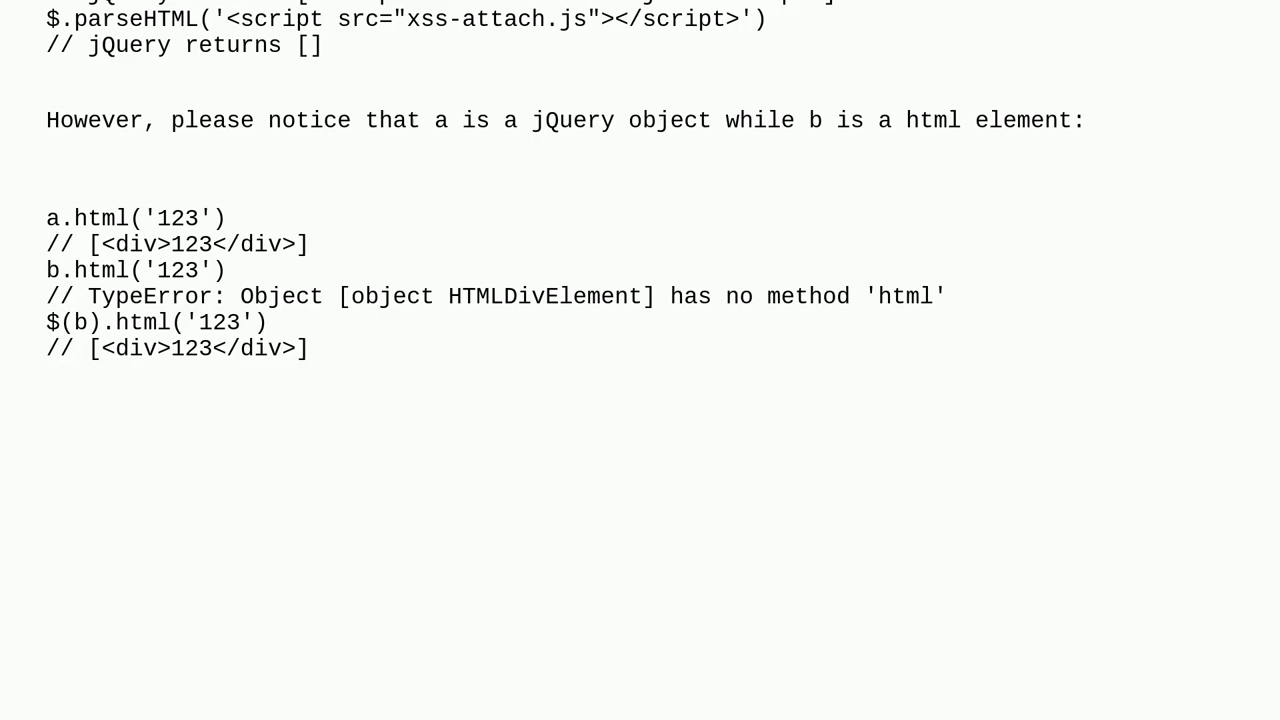 $.parseHTML('<script src="xss-attach.js"></script>')
// jQuery returns []
However, please notice that a is a jQuery object while b is a html element:
a.html('123')
// [<div>123</div>]
b.html('123')
// TypeError: Object [object HTMLDivElement] has no method 'html'
$(b).html('123')
// [<div>123</div>]